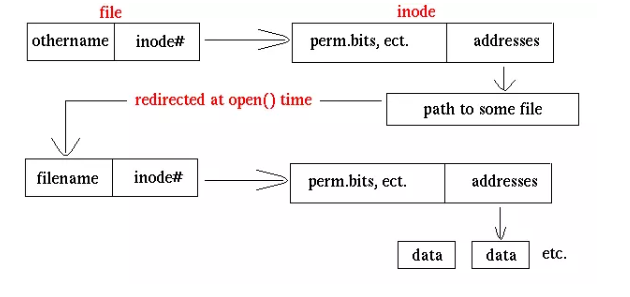 file
inode
othername inode#
perm.bits, ect. addresses
redirected at open() time
path to some file
filename inode#
perm.bits, ect. addresses
data data etc.